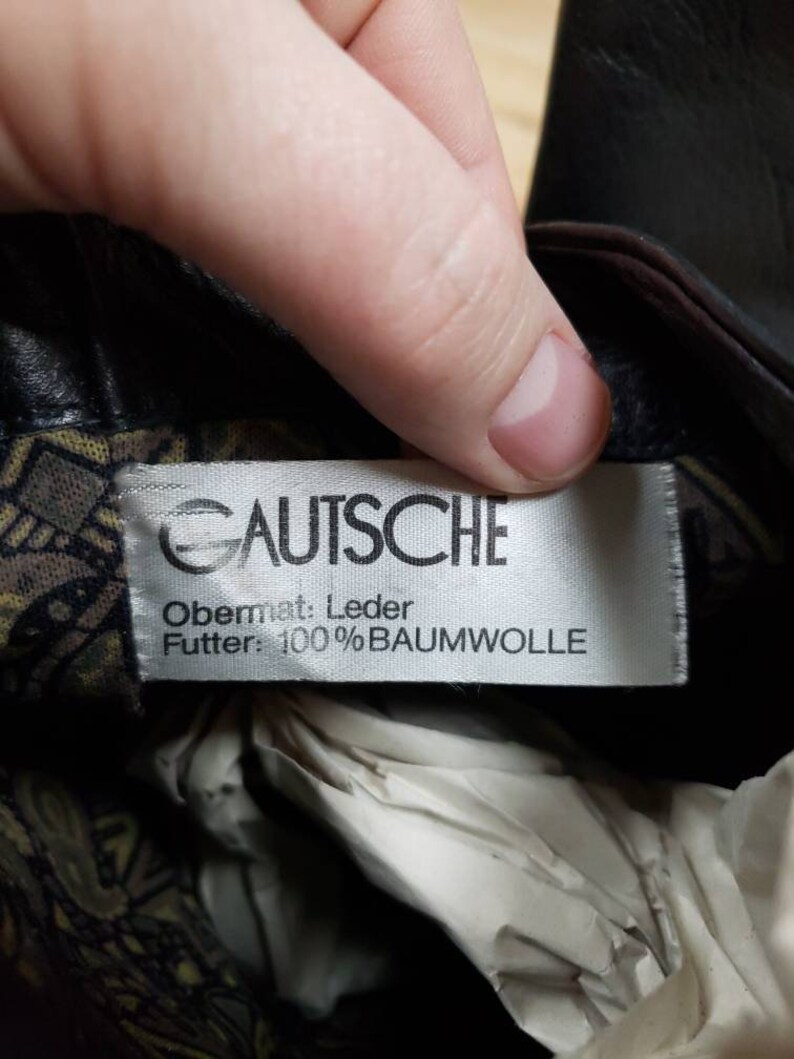 GAUTSCHE
Obermat: Leder
Futter: 100%BAUMWOLLE